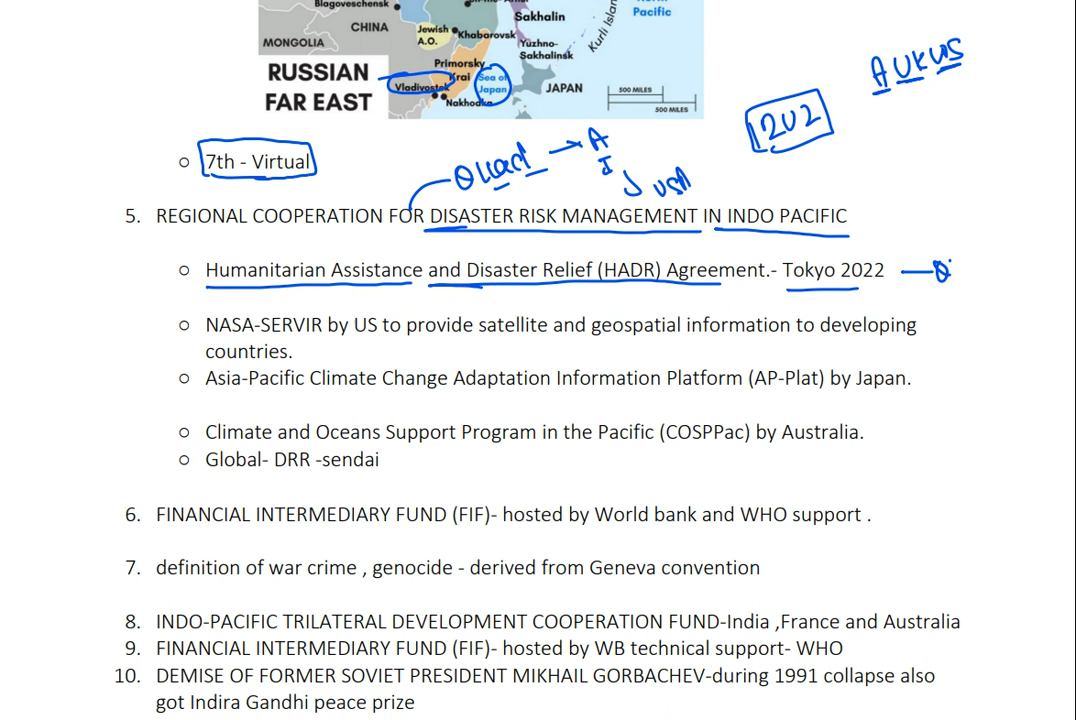 Blagoveschensk
CHINA
Sakhalin
Pacific
MONGOLIA
Jewish
A.O.
Khabarovsk
Yuzhno-
Sakhalinsk
Primorsky
Krai
Sea of
Japan
RUSSIAN
FAR EAST
Vladivostok
Nakhodka
JAPAN
500 MILES
500 MILES
AUKUS
7th - Virtual
Quad → A
I
J USA
5. REGIONAL COOPERATION FOR DISASTER RISK MANAGEMENT IN INDO PACIFIC
o Humanitarian Assistance and Disaster Relief (HADR) Agreement.- Tokyo 2022
o NASA-SERVIR by US to provide satellite and geospatial information to developing
countries.
o Asia-Pacific Climate Change Adaptation Information Platform (AP-Plat) by Japan.
o Climate and Oceans Support Program in the Pacific (COSPPac) by Australia.
o Global- DRR -sendai
6. FINANCIAL INTERMEDIARY FUND (FIF)- hosted by World bank and WHO support .
7. definition of war crime , genocide - derived from Geneva convention
8. INDO-PACIFIC TRILATERAL DEVELOPMENT COOPERATION FUND-India ,France and Australia
9. FINANCIAL INTERMEDIARY FUND (FIF)- hosted by WB technical support- WHO
10. DEMISE OF FORMER SOVIET PRESIDENT MIKHAIL GORBACHEV-during 1991 collapse also
got Indira Gandhi peace prize